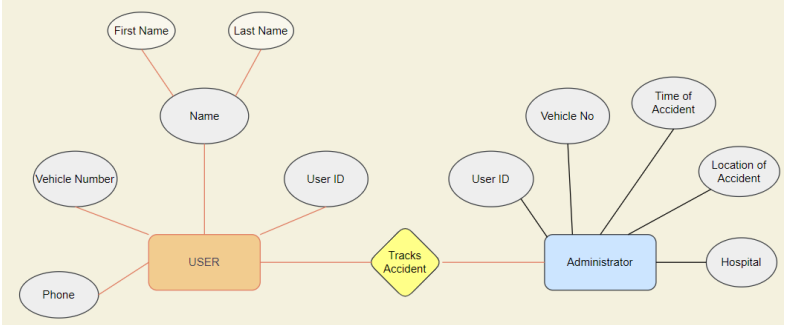 First Name
Last Name
Name
Vehicle Number
User ID
USER
Phone
Tracks
Accident
User ID
Vehicle No
Time of
Accident
Location of
Accident
Administrator
Hospital